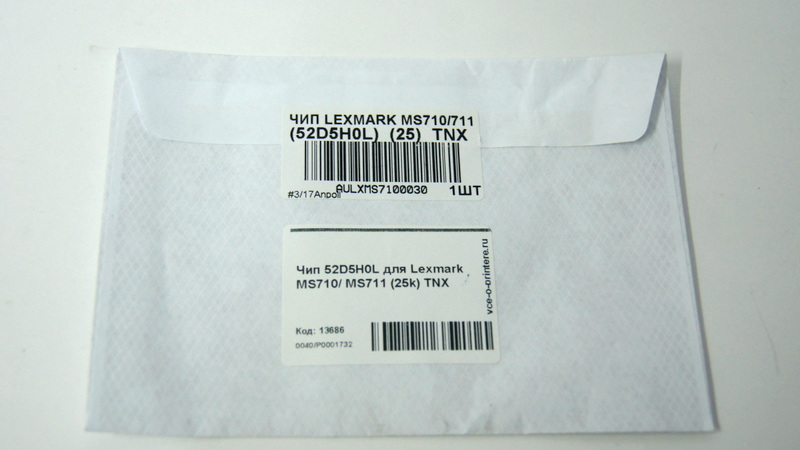 ЧИП LEXMARK MS710/711
(52D5H0L) (25) TNX
AULXMS7100030
1ШТ
#3/17Апрой
Чип 52D5H0L для Lexmark
MS710/ MS711 (25k) TNX
Код: 13686
0040/P0001732
vce-o-printere.ru